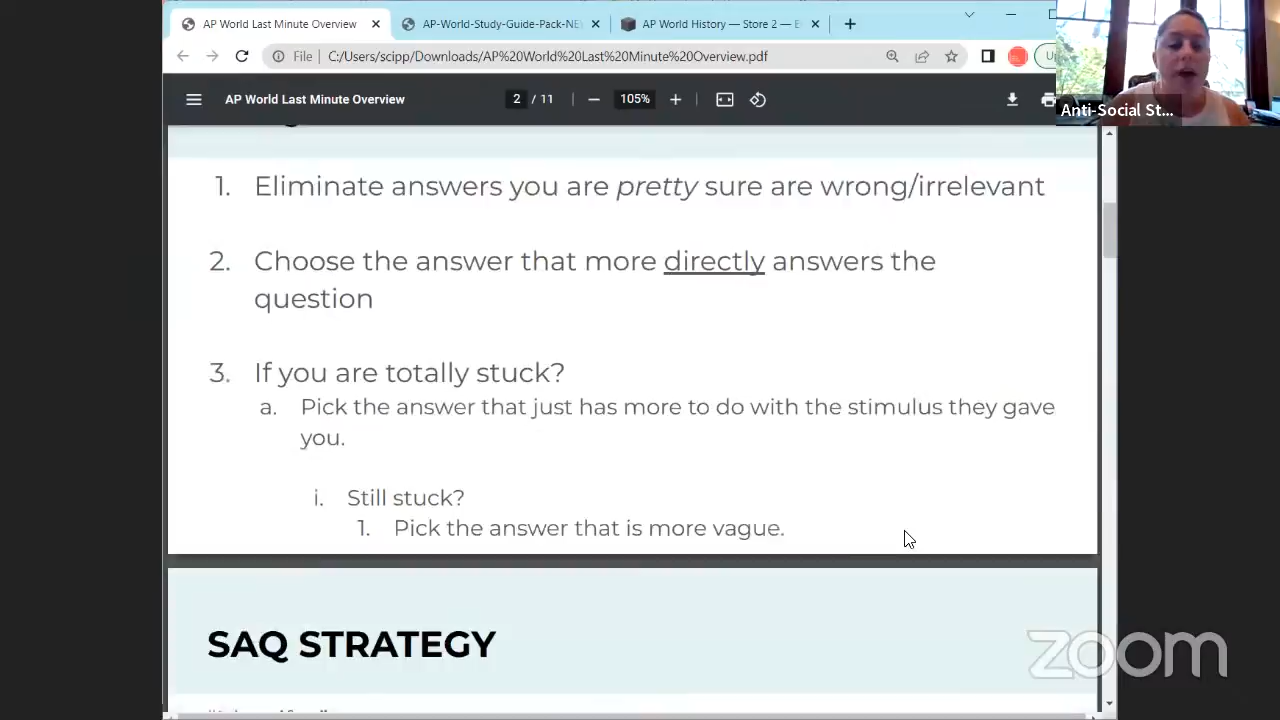 AP World Last Minute Overview
AP-World-Study-Guide-Pack-NE
AP World History — Store 2 — E
File
C:/Users/scipp/Downloads/AP%20World%20Last%20Minute%20Overview.pdf
AP World Last Minute Overview
2 / 11
105%
Anti-Social St...
1. Eliminate answers you are pretty sure are wrong/irrelevant
2. Choose the answer that more directly answers the
question
3. If you are totally stuck?
a. Pick the answer that just has more to do with the stimulus they gave
you.
i. Still stuck?
1. Pick the answer that is more vague.
SAQ STRATEGY
zoom